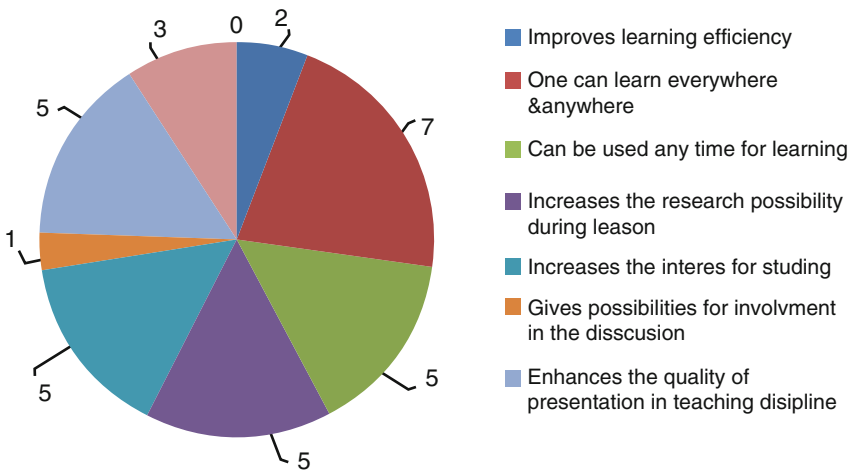 3
0
2
5
7
1
5
5
5
Improves learning efficiency
One can learn everywhere
&anywhere
Can be used any time for learning
Increases the research possibility
during leason
Increases the interes for studing
Gives possibilities for involvment
in the disscusion
Enhances the quality of
presentation in teaching disipline